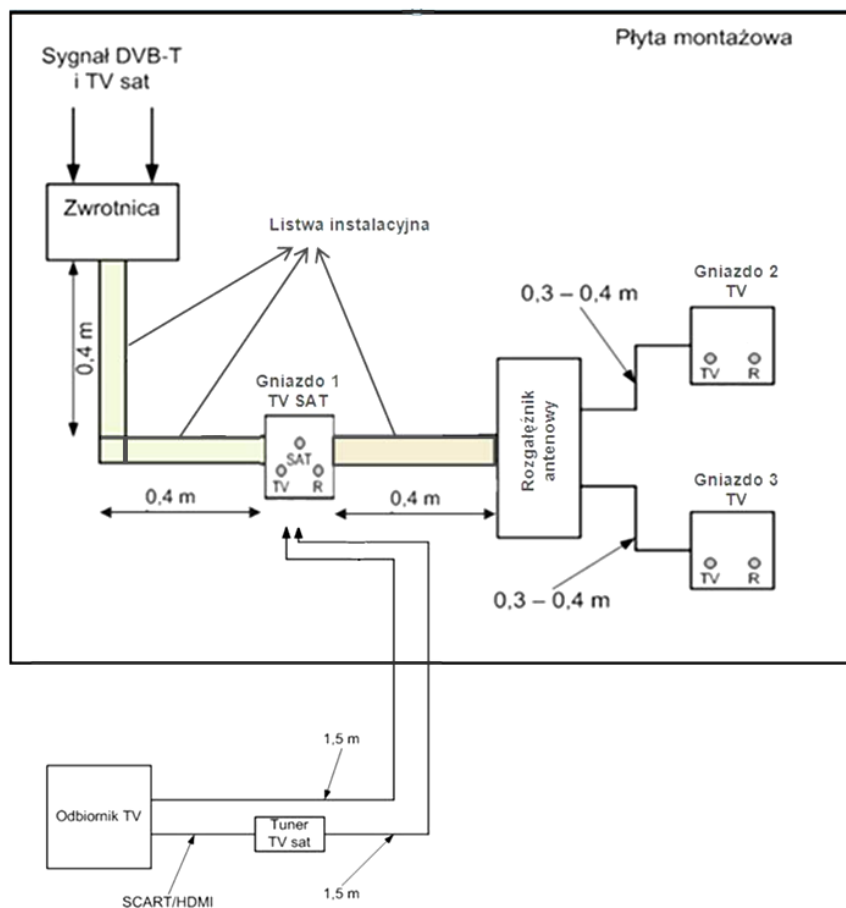 Płyta montażowa
Sygnał DVB-T
i TV sat
Zwrotnica
Listwa instalacyjna
0,4 m
Gniazdo 1
TV SAT
SAT
TV R
0,4 m
0,4 m
Rozgałęźnik
antenowy
0,3 – 0,4 m
Gniazdo 2
TV
TV R
Gniazdo 3
TV
TV R
0,3 – 0,4 m
1,5 m
Odbiornik TV
Tuner
TV sat
SCART/HDMI
1,5 m